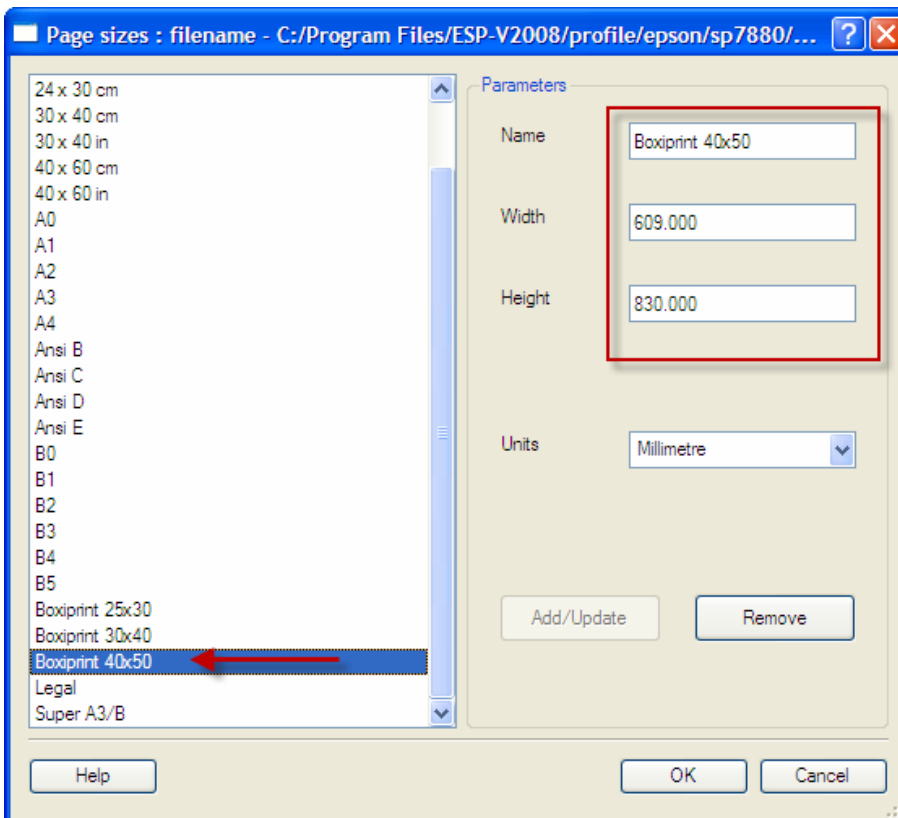 Page sizes : filename - C:/Program Files/ESP-V2008/profile/epson/sp7880/...
24 x 30 cm
30 x 40 cm
30 x 40 in
40 x 60 cm
40 x 60 in
A0
A1
A2
A3
A4
Ansi B
Ansi C
Ansi D
Ansi E
B0
B1
B2
B3
B4
B5
Boxiprint 25x30
Boxiprint 30x40
Boxiprint 40x50
Legal
Super A3/B
Parameters
Name Boxiprint 40x50
Width 609.000
Height 830.000
Units Millimetre
Add/Update Remove
Help OK Cancel